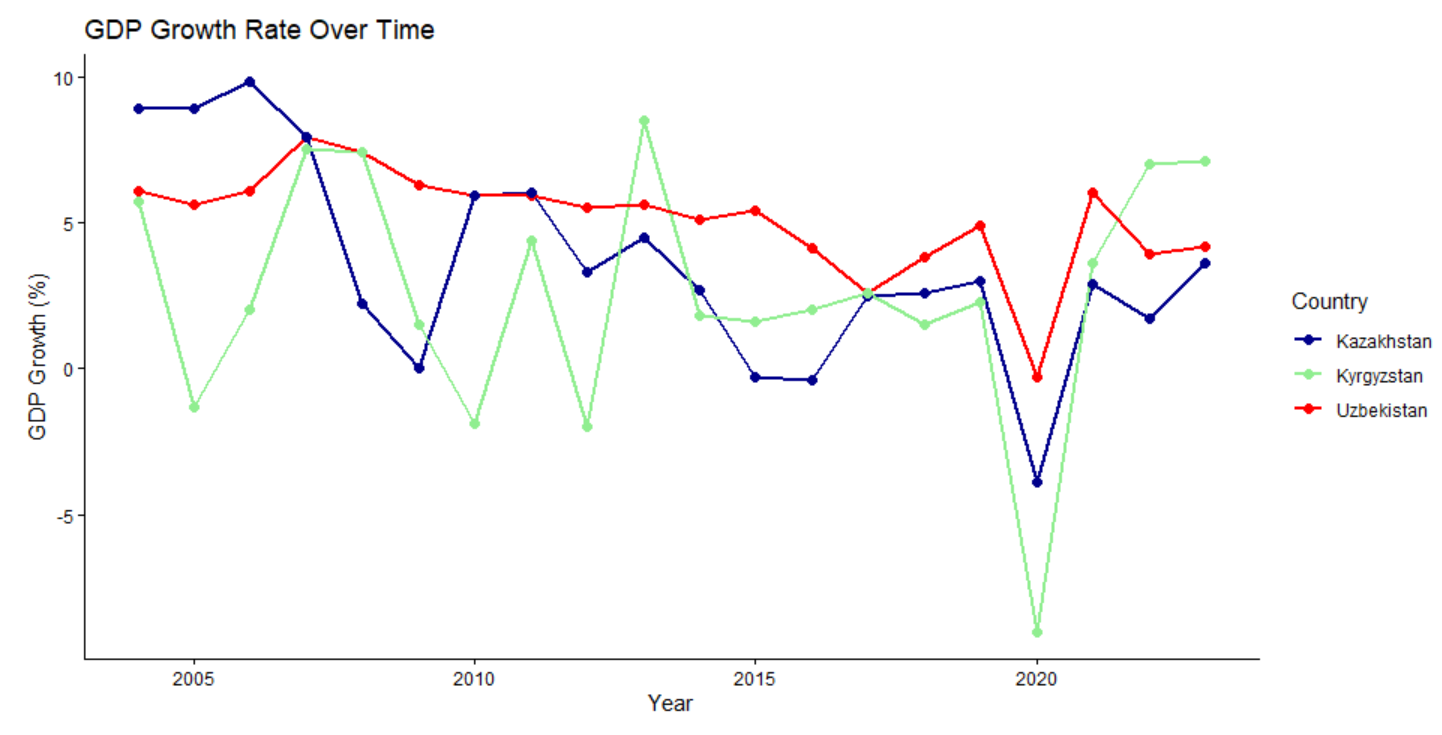 GDP Growth Rate Over Time
10
5
0
-5
GDP Growth (%)
2005
2010
2015
2020
Year
Country
Kazakhstan
Kyrgyzstan
Uzbekistan